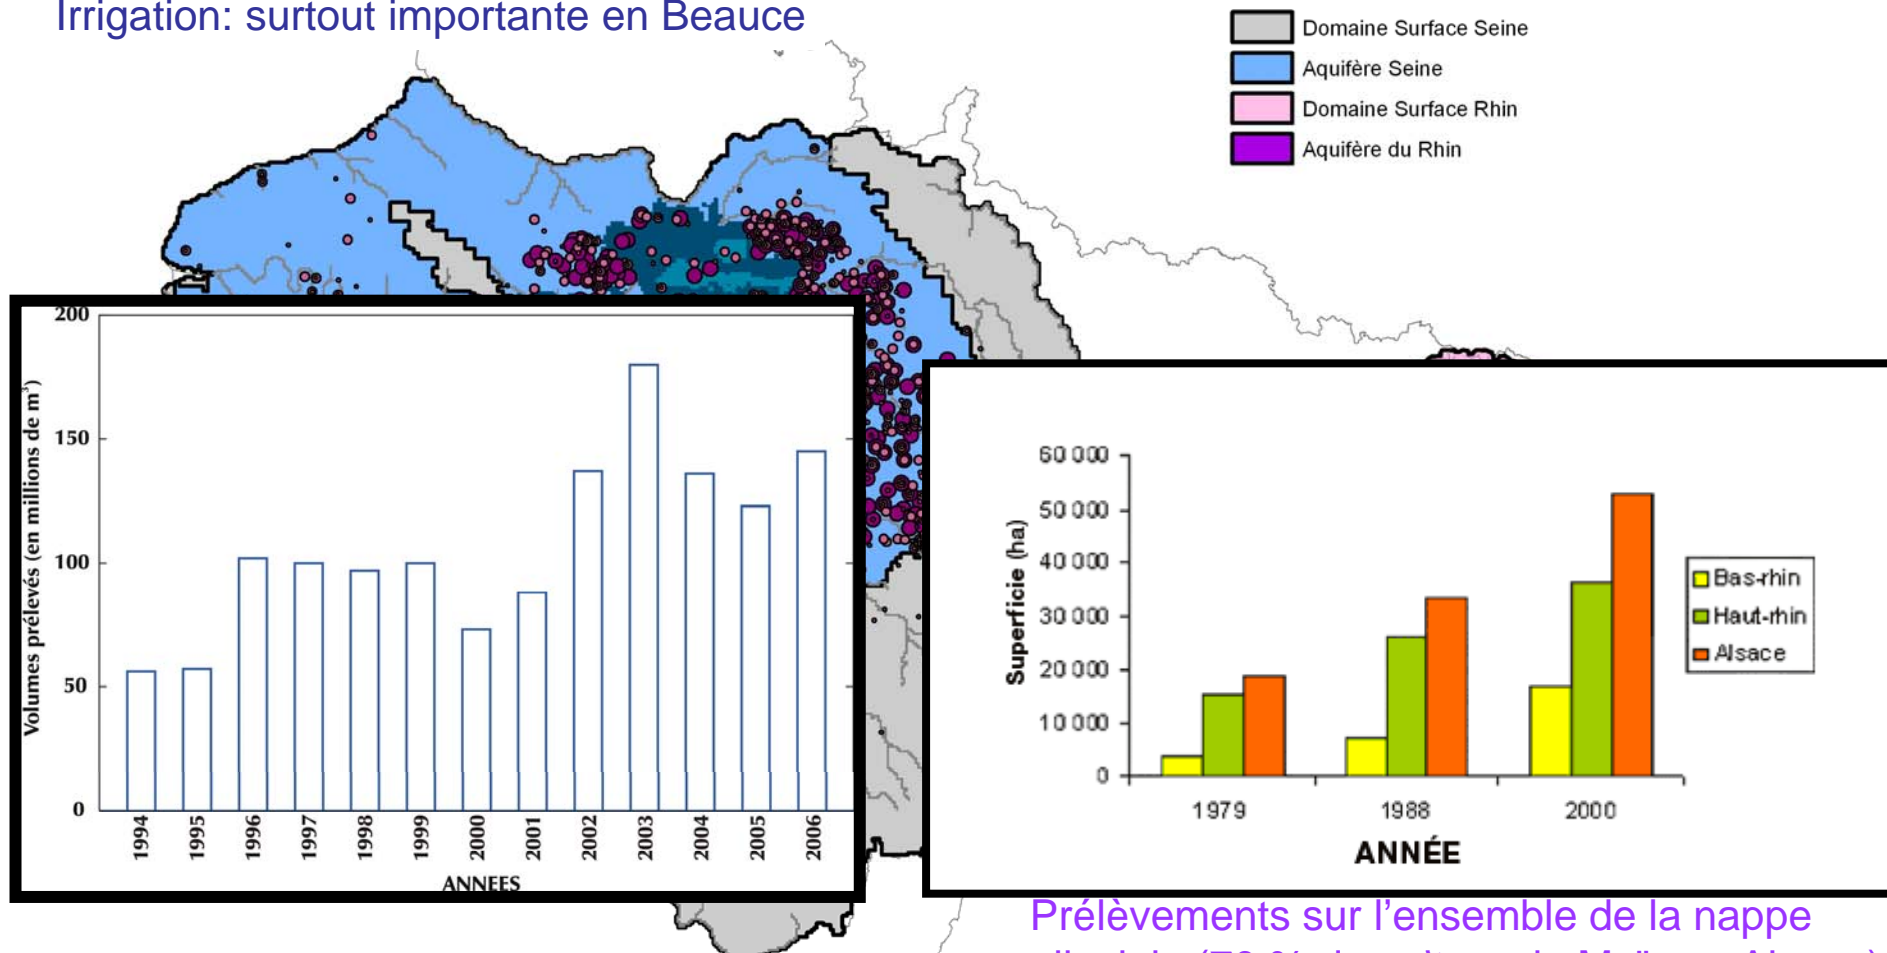 Irrigation: surtout importante en Beauce
Domaine Surface Seine
Aquifère Seine
Domaine Surface Rhin
Aquifère du Rhin
Volumes prélevés (en millions de m³)
200
150
100
50
0
1994 1995 1996 1997 1998 1999 2000 2001 2002 2003 2004 2005 2006
ANNEES
Superficie (ha)
60 000
50 000
40 000
30 000
20 000
10 000
0
1979 1988 2000
ANNÉE
Bas-rhin
Haut-rhin
Alsace
Prélèvements sur l'ensemble de la nappe